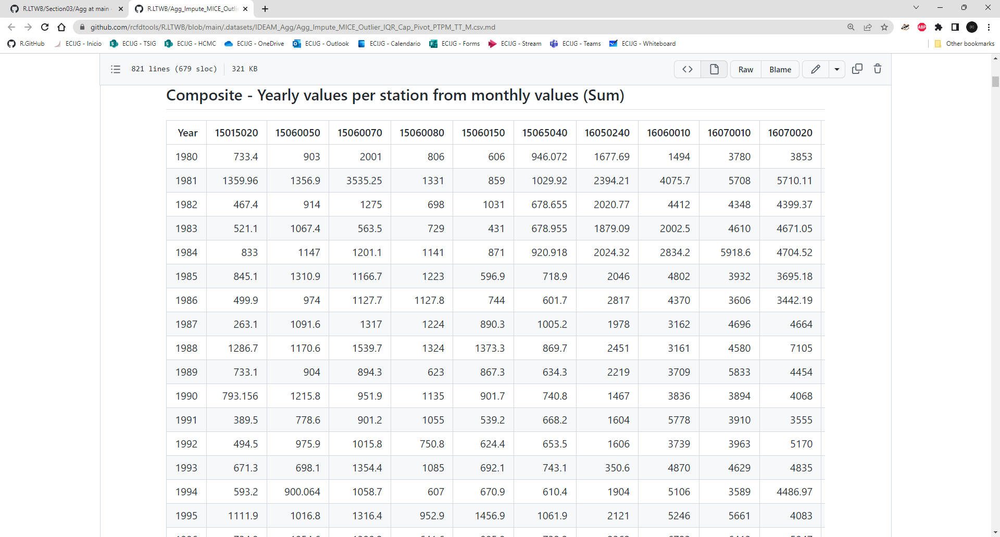 R.LTWB/Section03/Agg at main
R.LTWB/Agg_Impute_MICE_Outli
github.com/rcfdtools/R.LTWB/blob/main/.datasets/IDEAM_Agg/Agg_Impute_MICE_Outlier_IQR_Cap_Pivot_PTPM_TT_M.csv.md
ABP
R.GitHub ECIJG - Inicio ECIJG - TSIG ECIJG - HCMC ECIJG - OneDrive ECIJG - Outlook ECIJG - Calendario ECIJG - Forms ECIJG - Stream ECIJG - Teams ECIJG - Whiteboard Other bookmarks
821 lines (679 sloc) 321 KB Raw Blame
Composite - Yearly values per station from monthly values (Sum)
Year 15015020 15060050 15060070 15060080 15060150 15065040 16050240 16060010 16070010 16070020
1980 733.4 903 2001 806 606 946.072 1677.69 1494 3780 3853
1981 1359.96 1356.9 3535.25 1331 859 1029.92 2394.21 4075.7 5708 5710.11
1982 467.4 914 1275 698 1031 678.655 2020.77 4412 4348 4399.37
1983 521.1 1067.4 563.5 729 431 678.955 1879.09 2002.5 4610 4671.05
1984 833 1147 1201.1 1141 871 920.918 2024.32 2834.2 5918.6 4704.52
1985 845.1 1310.9 1166.7 1223 596.9 718.9 2046 4802 3932 3695.18
1986 499.9 974 1127.7 1127.8 744 601.7 2817 4370 3606 3442.19
1987 263.1 1091.6 1317 1224 890.3 1005.2 1978 3162 4696 4664
1988 1286.7 1170.6 1539.7 1324 1373.3 869.7 2451 3161 4580 7105
1989 733.1 904 894.3 623 867.3 634.3 2219 3709 5833 4454
1990 793.156 1215.8 951.9 1135 901.7 740.8 1467 3836 3894 4068
1991 389.5 778.6 901.2 1055 539.2 668.2 1604 5778 3910 3555
1992 494.5 975.9 1015.8 750.8 624.4 653.5 1606 3739 3963 5170
1993 671.3 698.1 1354.4 1085 692.1 743.1 350.6 4870 4629 4835
1994 593.2 900.064 1058.7 607 670.9 610.4 1904 5106 3589 4486.97
1995 1111.9 1016.8 1316.4 952.9 1456.9 1061.9 2121 5246 5661 4083